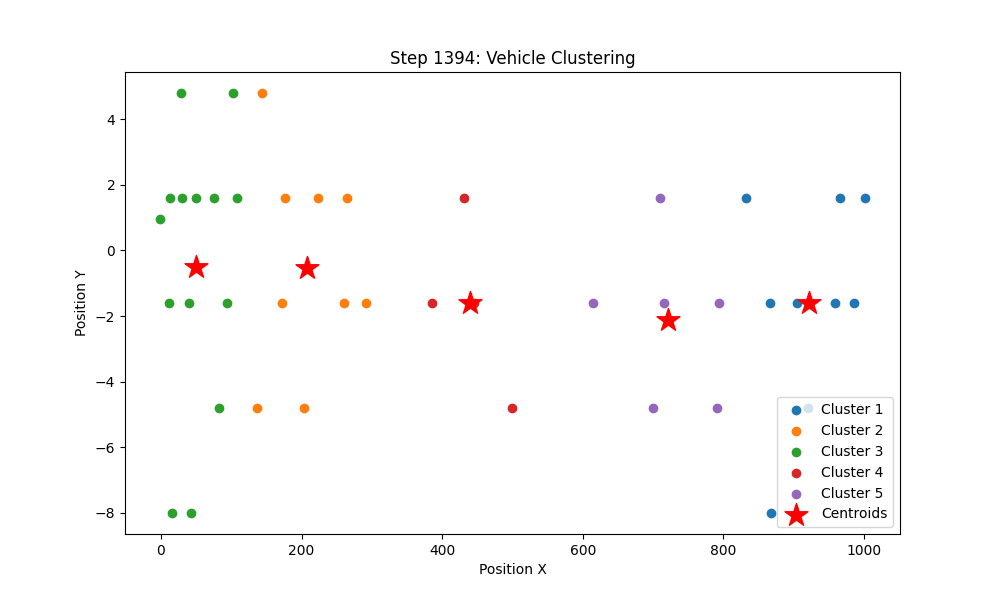 Step 1394: Vehicle Clustering
Position Y
4
2
0
−2
−4
−6
−8
0
200
400
600
800
1000
Position X
Cluster 1
Cluster 2
Cluster 3
Cluster 4
Cluster 5
Centroids